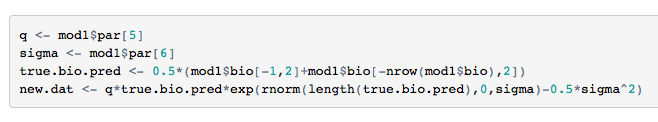 q <- mod1$par[5]
sigma <- mod1$par[6]
true.bio.pred <- 0.5*(mod1$bio[-1,2]+mod1$bio[-nrow(mod1$bio),2])
new.dat <- q*true.bio.pred*exp(rnorm(length(true.bio.pred),0,sigma)-0.5*sigma^2)